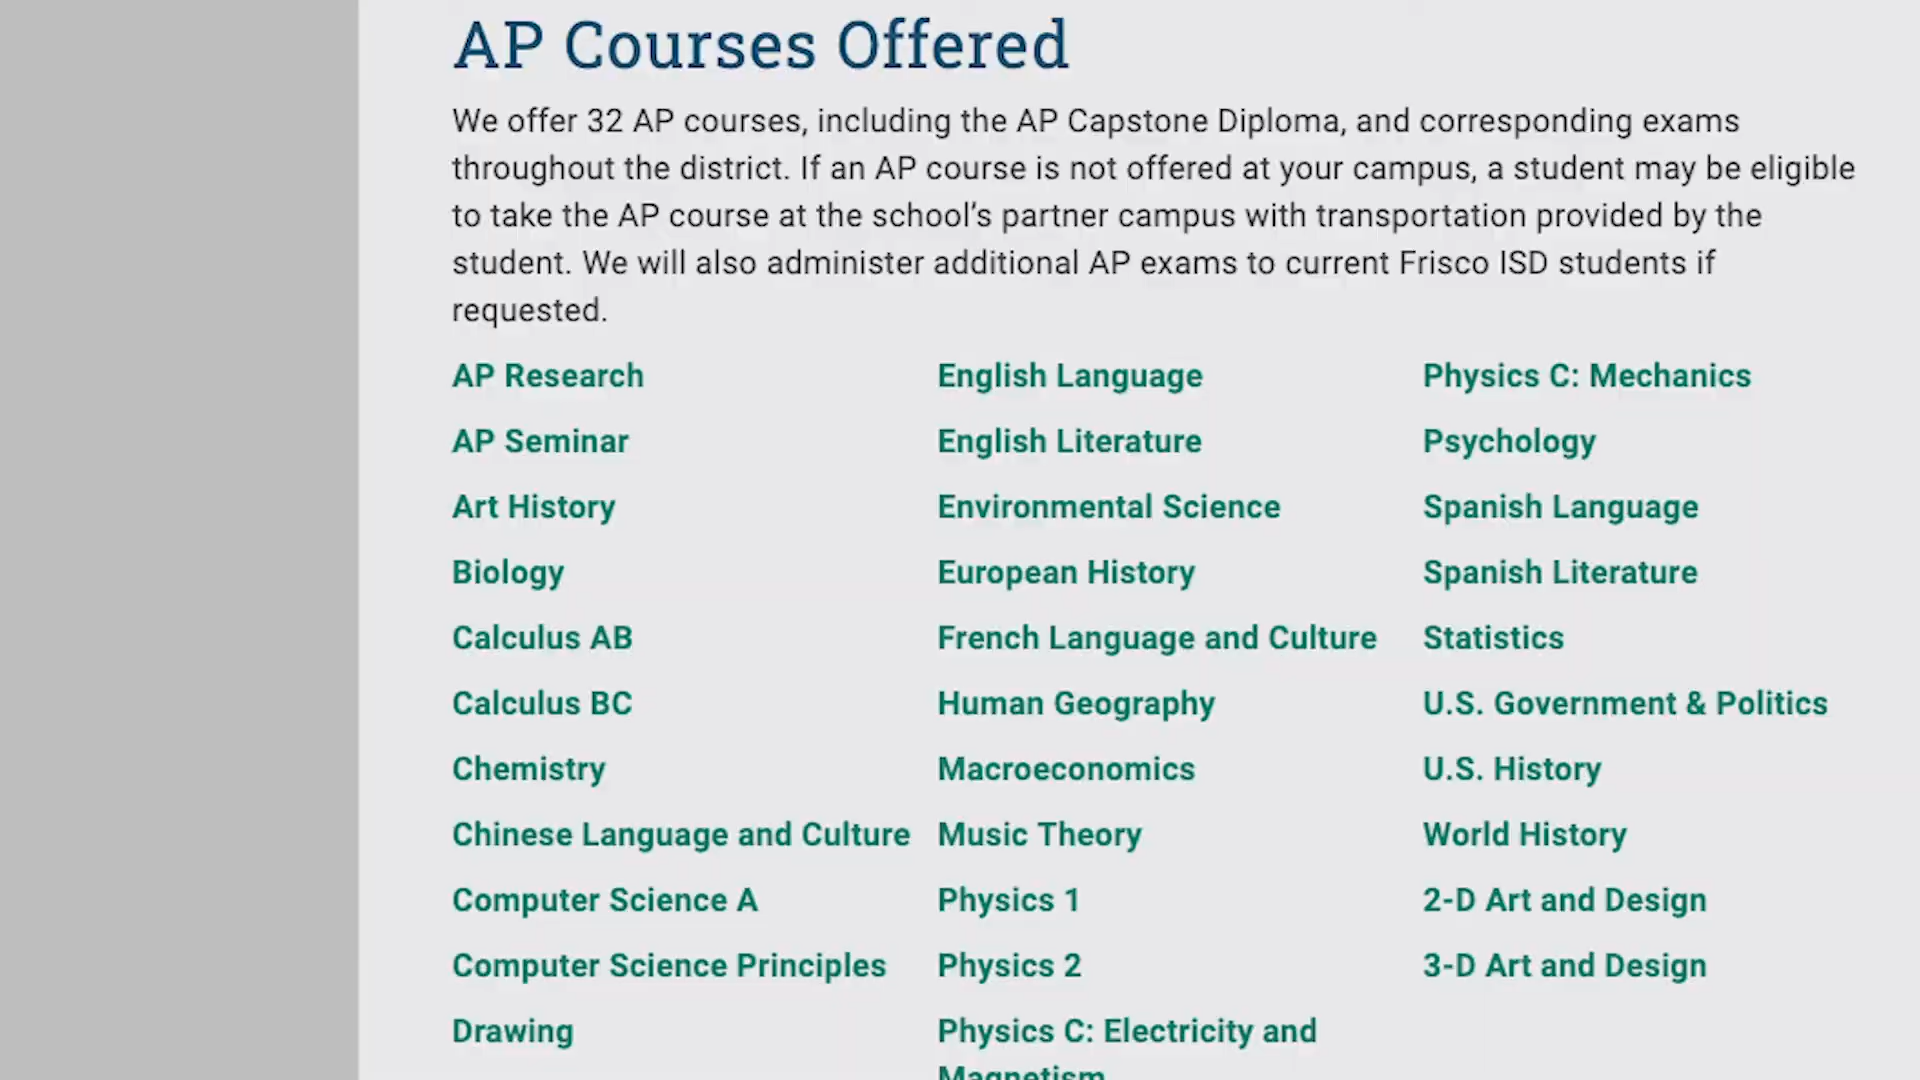 AP Courses Offered
We offer 32 AP courses, including the AP Capstone Diploma, and corresponding exams
throughout the district. If an AP course is not offered at your campus, a student may be eligible
to take the AP course at the school’s partner campus with transportation provided by the
student. We will also administer additional AP exams to current Frisco ISD students if
requested.
AP Research
AP Seminar
Art History
Biology
Calculus AB
Calculus BC
Chemistry
Chinese Language and Culture
Computer Science A
Computer Science Principles
Drawing
English Language
English Literature
Environmental Science
European History
French Language and Culture
Human Geography
Macroeconomics
Music Theory
Physics 1
Physics 2
Physics C: Electricity and
Magnetism
Physics C: Mechanics
Psychology
Spanish Language
Spanish Literature
Statistics
U.S. Government & Politics
U.S. History
World History
2-D Art and Design
3-D Art and Design